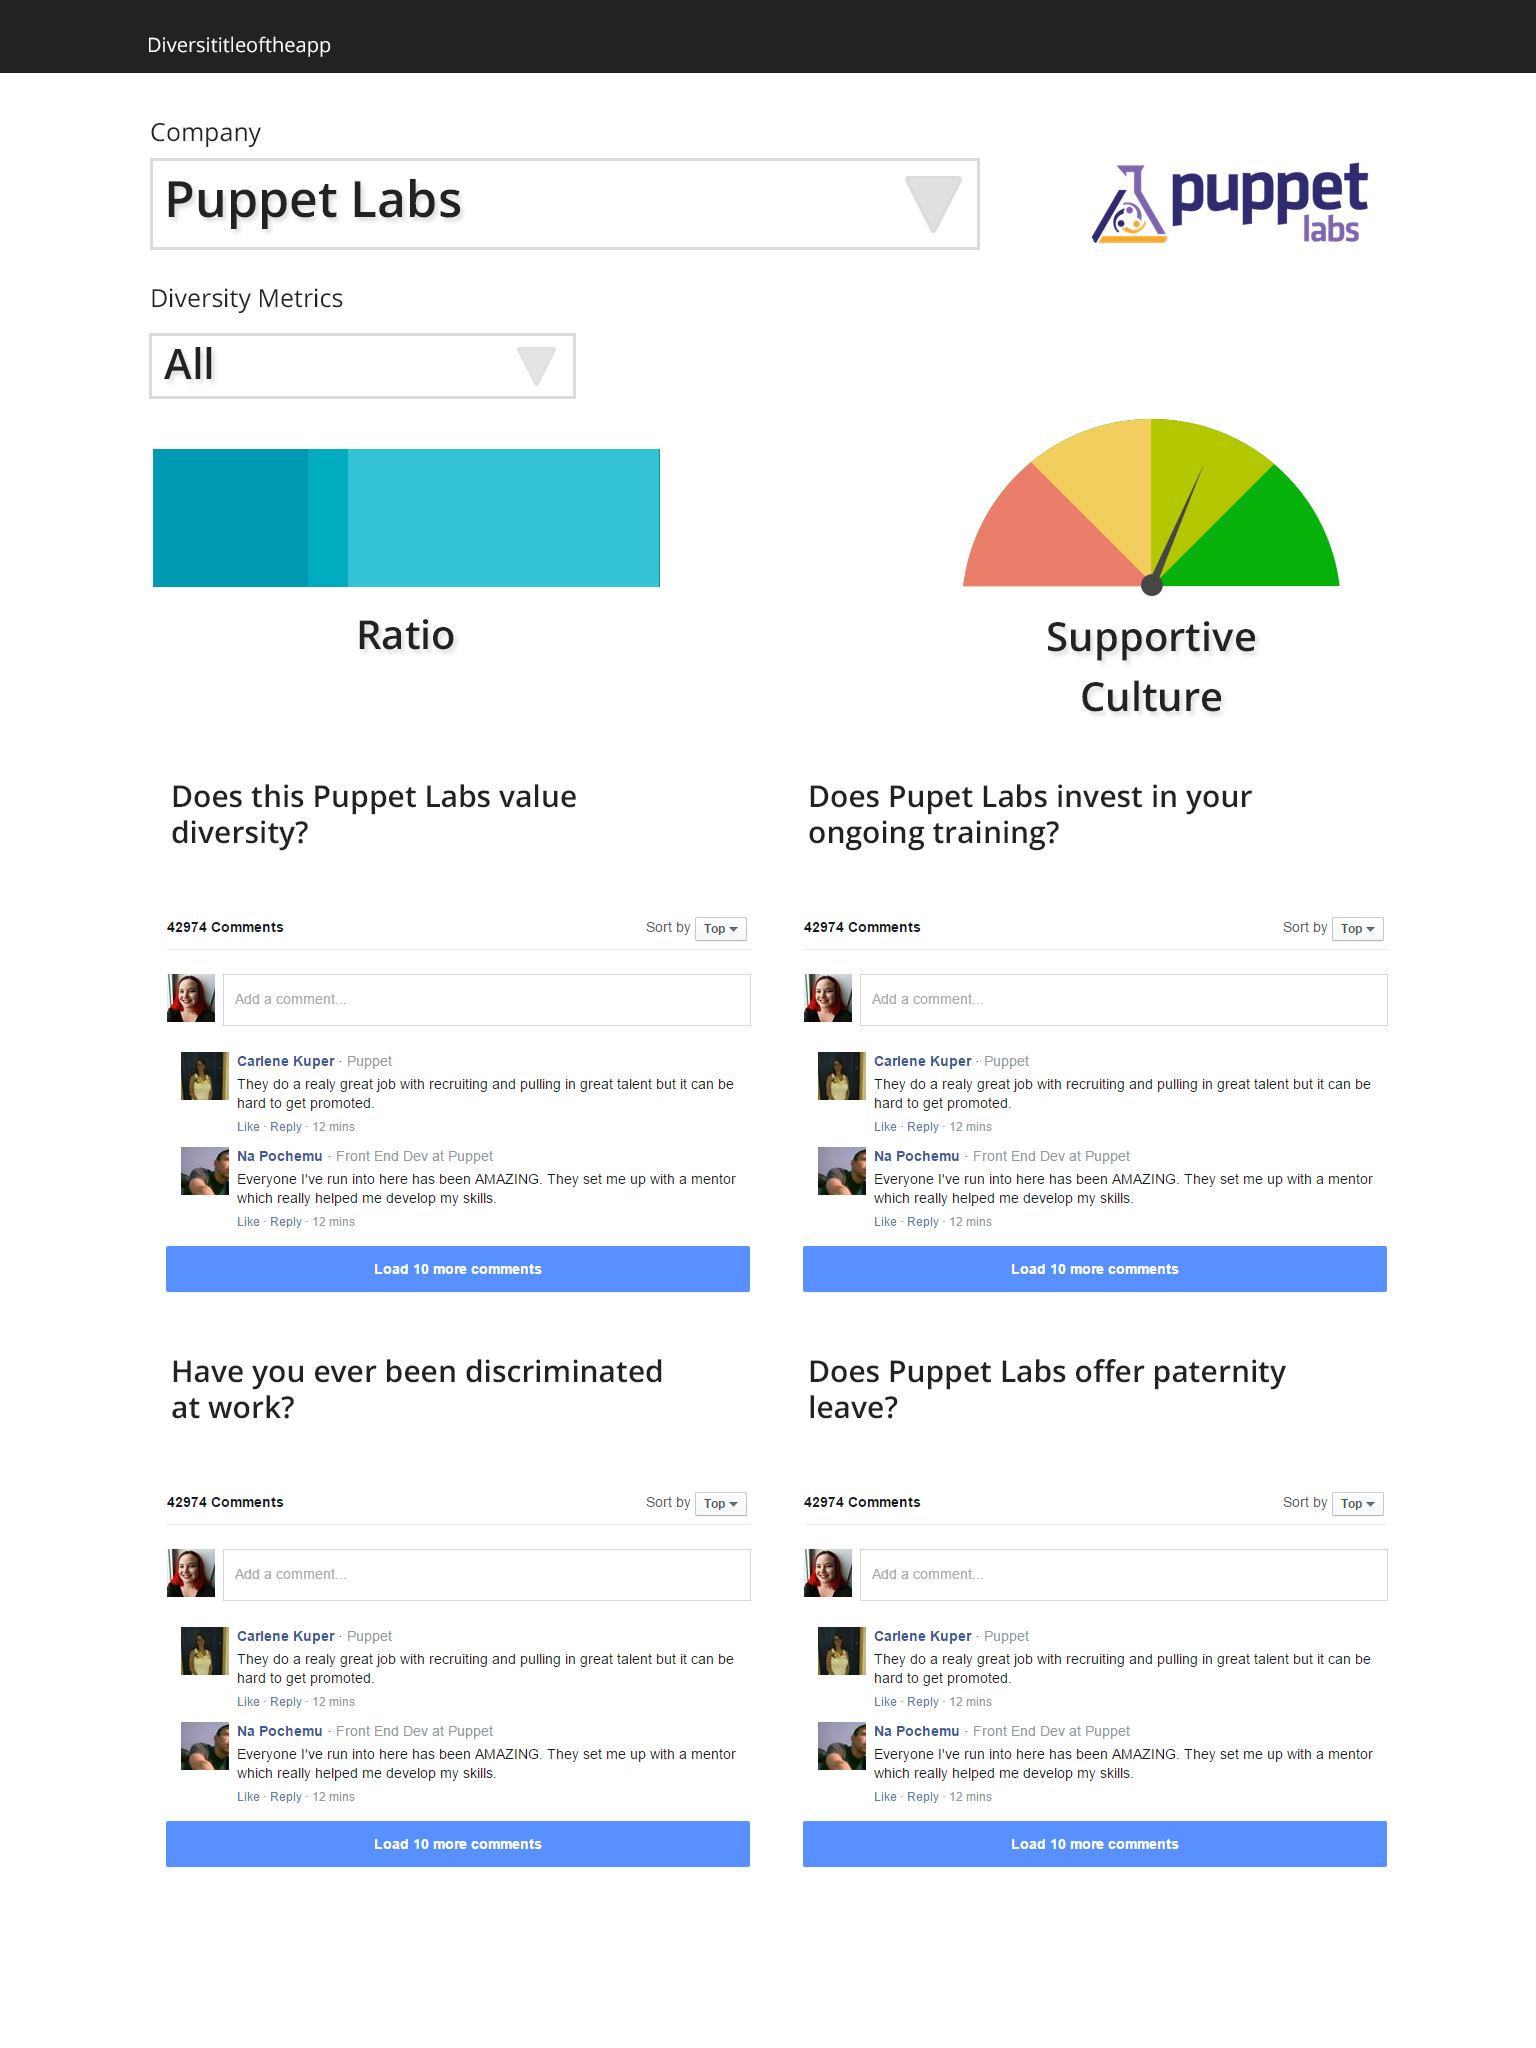 Diversititleoftheapp
Company
Puppet Labs
puppet
labs
Diversity Metrics
All
Ratio
Supportive
Culture
Does this Puppet Labs value
diversity?
42974 Comments
Sort by Top
Add a comment...
Carlene Kuper · Puppet
They do a realy great job with recruiting and pulling in great talent but it can be
hard to get promoted.
Like · Reply · 12 mins
Na Pochemu · Front End Dev at Puppet
Everyone I've run into here has been AMAZING. They set me up with a mentor
which really helped me develop my skills.
Like · Reply · 12 mins
Load 10 more comments
Does Pupet Labs invest in your
ongoing training?
42974 Comments
Sort by Top
Add a comment...
Carlene Kuper · Puppet
They do a realy great job with recruiting and pulling in great talent but it can be
hard to get promoted.
Like · Reply · 12 mins
Na Pochemu · Front End Dev at Puppet
Everyone I've run into here has been AMAZING. They set me up with a mentor
which really helped me develop my skills.
Like · Reply · 12 mins
Load 10 more comments
Have you ever been discriminated
at work?
42974 Comments
Sort by Top
Add a comment...
Carlene Kuper · Puppet
They do a realy great job with recruiting and pulling in great talent but it can be
hard to get promoted.
Like · Reply · 12 mins
Na Pochemu · Front End Dev at Puppet
Everyone I've run into here has been AMAZING. They set me up with a mentor
which really helped me develop my skills.
Like · Reply · 12 mins
Load 10 more comments
Does Puppet Labs offer paternity
leave?
42974 Comments
Sort by Top
Add a comment...
Carlene Kuper · Puppet
They do a realy great job with recruiting and pulling in great talent but it can be
hard to get promoted.
Like · Reply · 12 mins
Na Pochemu · Front End Dev at Puppet
Everyone I've run into here has been AMAZING. They set me up with a mentor
which really helped me develop my skills.
Like · Reply · 12 mins
Load 10 more comments